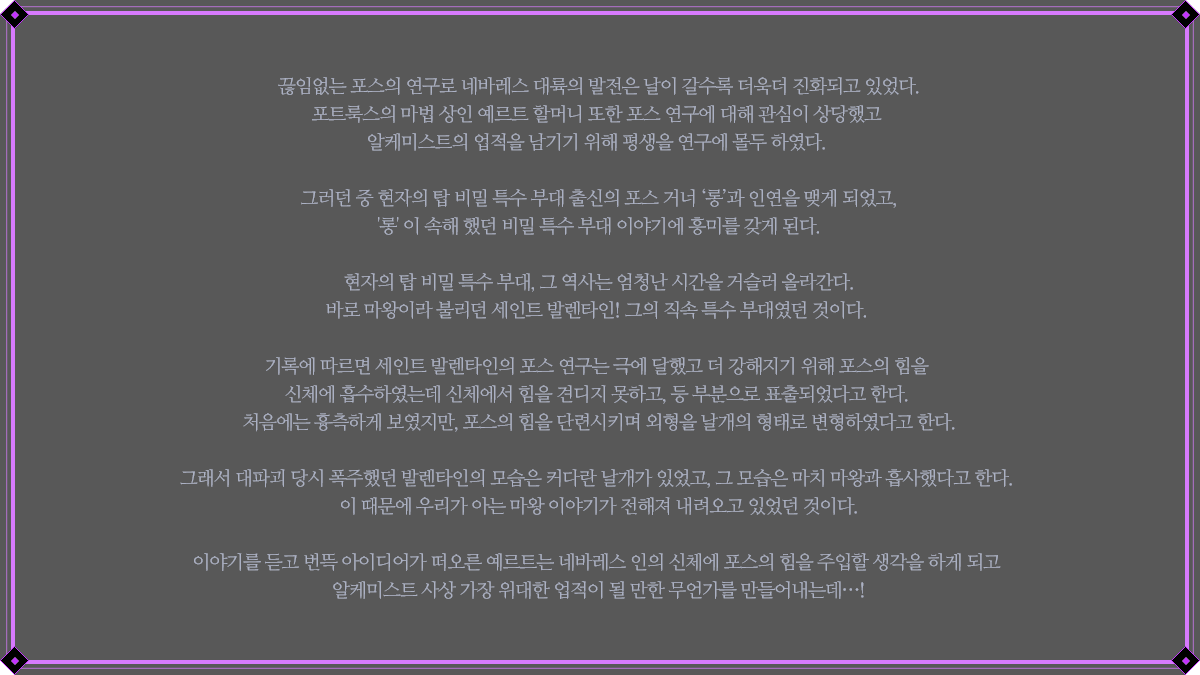 끊임없는 포스의 연구로 네바레스 대륙의 발전은 날이 갈수록 더욱더 진화되고 있었다.
포트룩스의 마법 상인 예르트 할머니 또한 포스 연구에 대해 관심이 상당했고
알케미스트의 업적을 남기기 위해 평생을 연구에 몰두 하였다.
그러던 중 현자의 탑 비밀 특수 부대 출신의 포스 거너 ‘롱’과 인연을 맺게 되었고,
'롱' 이 속해 했던 비밀 특수 부대 이야기에 흥미를 갖게 된다.
현자의 탑 비밀 특수 부대, 그 역사는 엄청난 시간을 거슬러 올라간다.
바로 마왕이라 불리던 세인트 발렌타인! 그의 직속 특수 부대였던 것이다.
기록에 따르면 세인트 발렌타인의 포스 연구는 극에 달했고 더 강해지기 위해 포스의 힘을
신체에 흡수하였는데 신체에서 힘을 견디지 못하고, 등 부분으로 표출되었다고 한다.
처음에는 흉측하게 보였지만, 포스의 힘을 단련시키며 외형을 날개의 형태로 변형하였다고 한다.
그래서 대파괴 당시 폭주했던 발렌타인의 모습은 커다란 날개가 있었고, 그 모습은 마치 마왕과 흡사했다고 한다.
이 때문에 우리가 아는 마왕 이야기가 전해져 내려오고 있었던 것이다.
이야기를 듣고 번뜩 아이디어가 떠오른 예르트는 네바레스 인의 신체에 포스의 힘을 주입할 생각을 하게 되고
알케미스트 사상 가장 위대한 업적이 될 만한 무언가를 만들어내는데…!